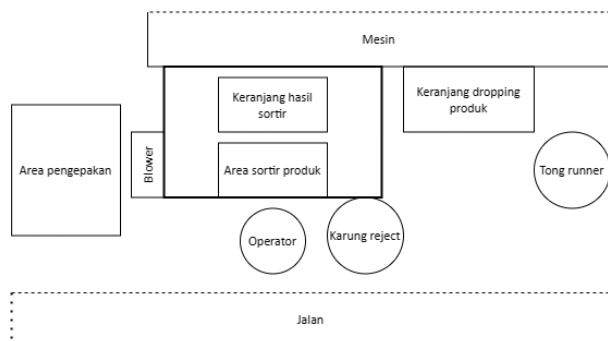 Mesin
Keranjang hasil
sortir
Keranjang dropping
produk
Area pengepakan
Blower
Area sortir produk
Tong runner
Operator
Karung reject
Jalan